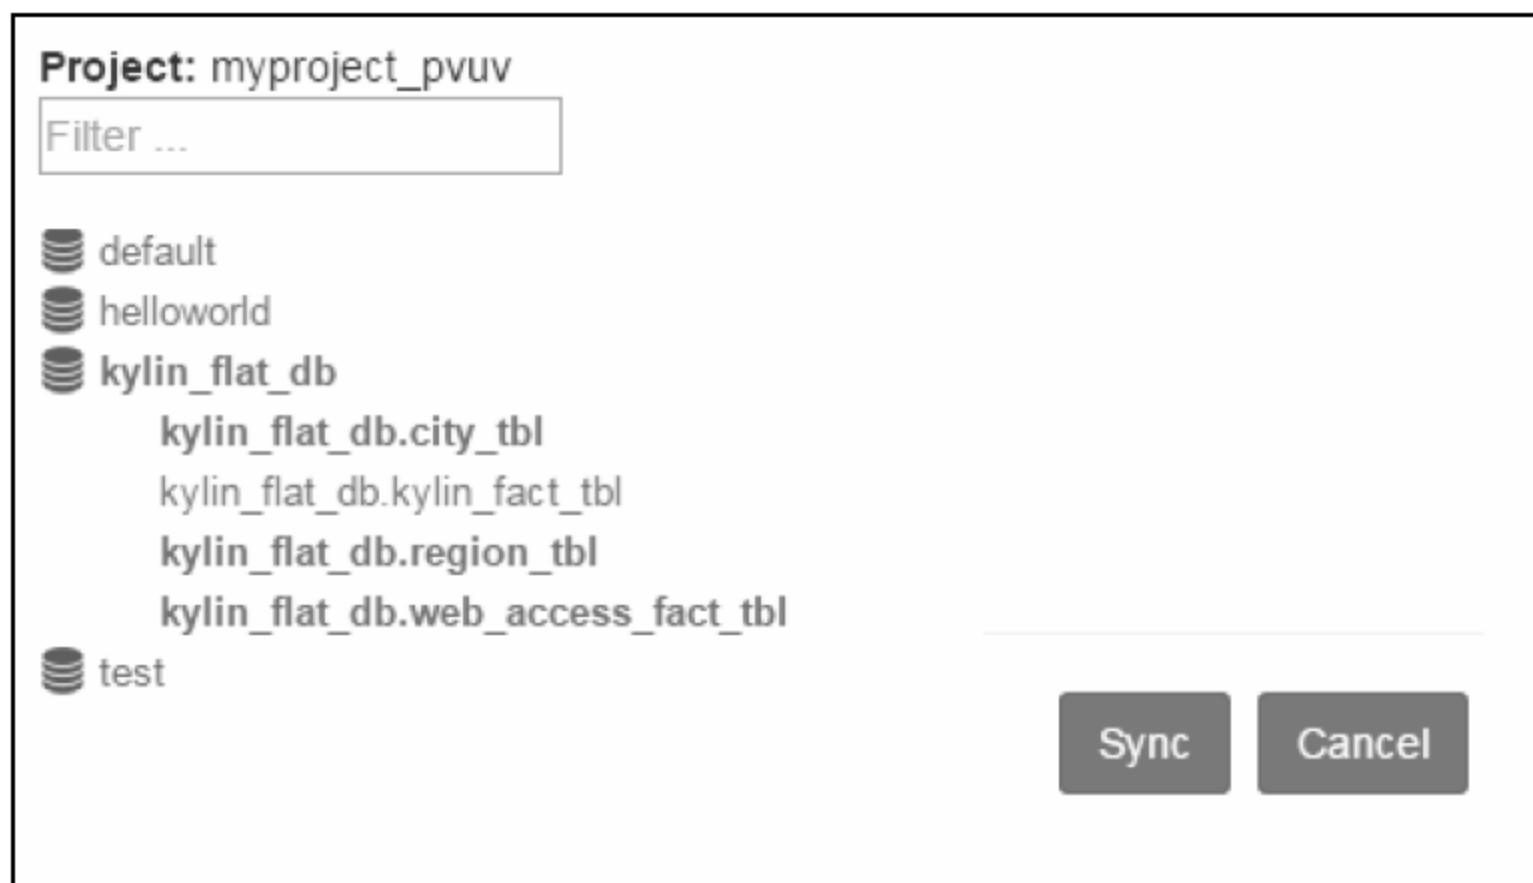 Project: myproject_pvuv
Filter ...
default
helloworld
kylin_flat_db
kylin_flat_db.city_tbl
kylin_flat_db.kylin_fact_tbl
kylin_flat_db.region_tbl
kylin_flat_db.web_access_fact_tbl
test
Sync Cancel